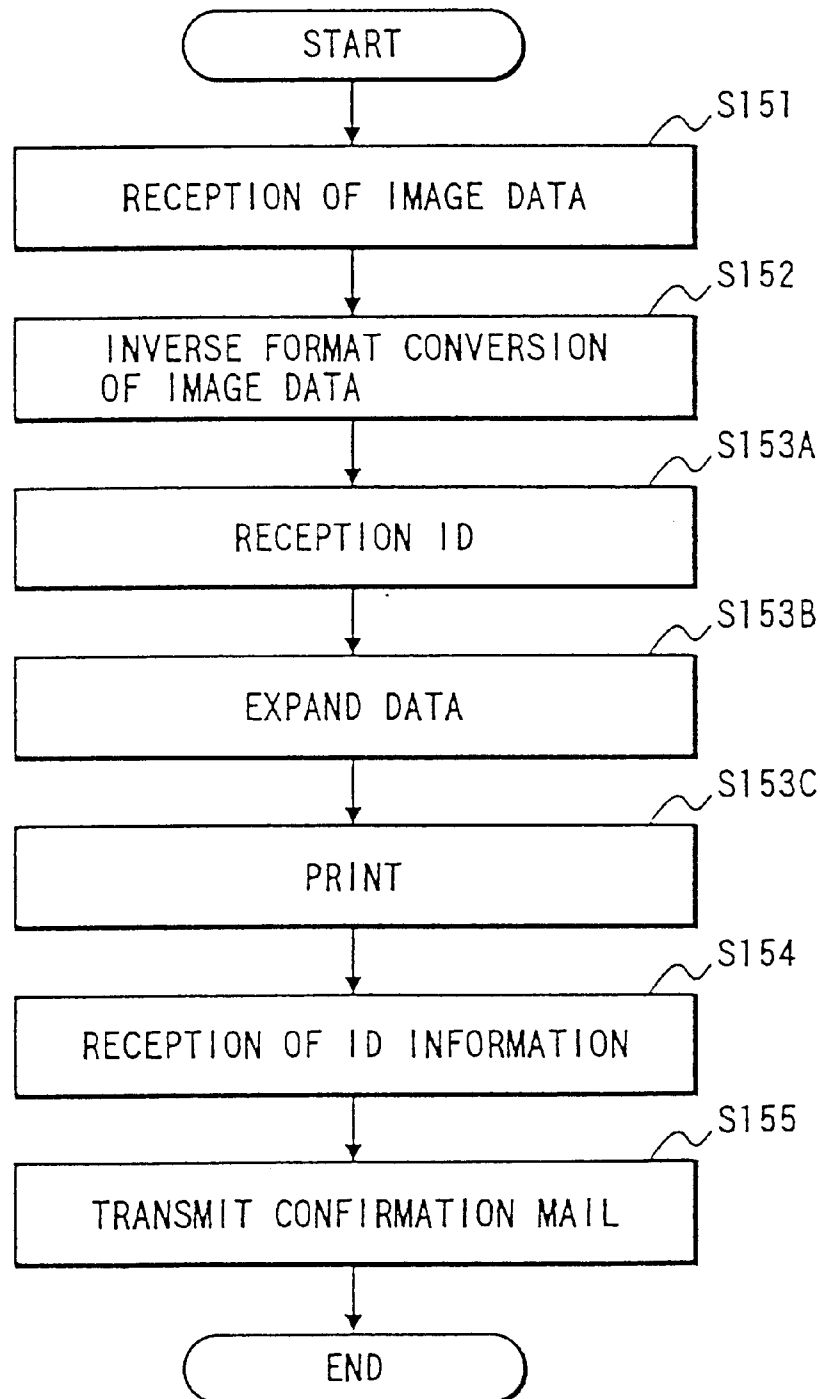 START
S151
RECEPTION OF IMAGE DATA
S152
INVERSE FORMAT CONVERSION
OF IMAGE DATA
S153A
RECEPTION ID
S153B
EXPAND DATA
S153C
PRINT
S154
RECEPTION OF ID INFORMATION
S155
TRANSMIT CONFIRMATION MAIL
END